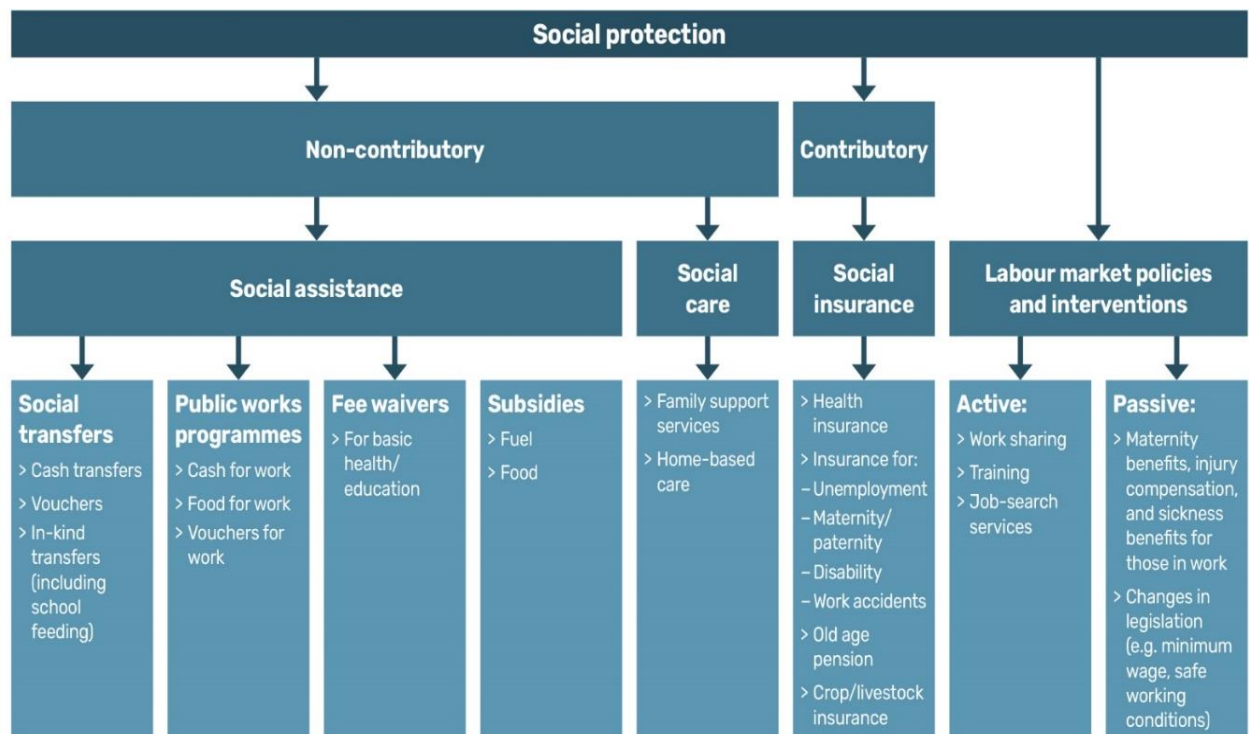 Social protection
Non-contributory
Contributory
Social assistance
Social
care
Social
insurance
Labour market policies
and interventions
Social
transfers
> Cash transfers
> Vouchers
> In-kind
transfers
(including
school
feeding)
Public works
programmes
> Cash for work
> Food for work
> Vouchers for
work
Fee waivers
> For basic
health/
education
Subsidies
> Fuel
> Food
> Family support
services
> Home-based
care
> Health
insurance
> Insurance for:
– Unemployment
– Maternity/
paternity
– Disability
– Work accidents
> Old age
pension
> Crop/livestock
insurance
Active:
> Work sharing
> Training
> Job-search
services
Passive:
> Maternity
benefits, injury
compensation,
and sickness
benefits for
those in work
> Changes in
legislation
(e.g. minimum
wage, safe
working
conditions)